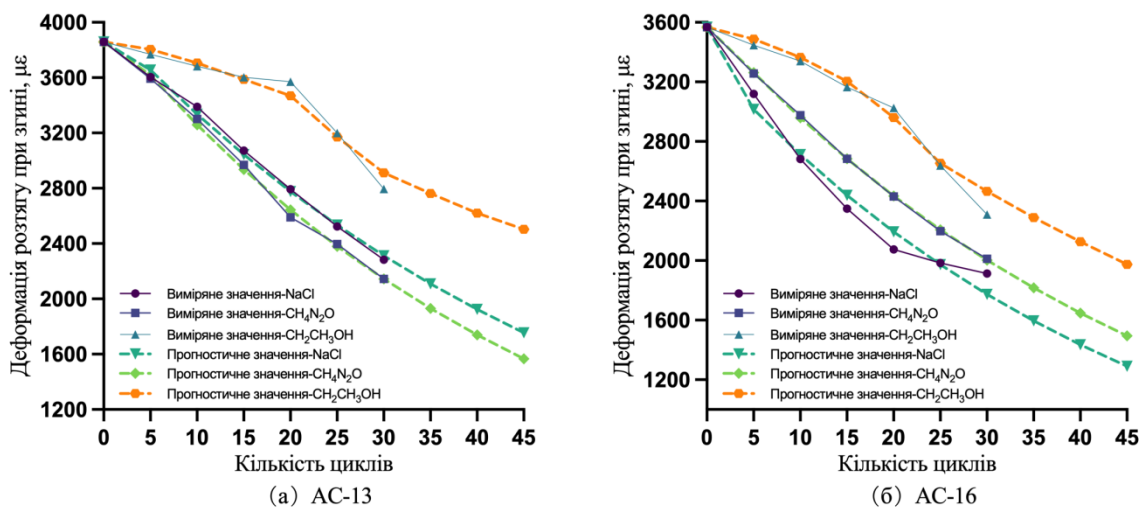 4000
3600
3200
2800
2400
2000
1600
1200
Деформація розтягу при згині, με
Виміряне значення-NaCl
Виміряне значення-CH₄N₂O
Виміряне значення-CH₂CH₃OH
Прогностичне значення-NaCl
Прогностичне значення-CH₄N₂O
Прогностичне значення-CH₂CH₃OH
0 5 10 15 20 25 30 35 40 45
Кількість циклів
(а) АС-13
3600
3200
2800
2400
2000
1600
1200
Деформація розтягу при згині, με
Виміряне значення-NaCl
Виміряне значення-CH₄N₂O
Виміряне значення-CH₂CH₃OH
Прогностичне значення-NaCl
Прогностичне значення-CH₄N₂O
Прогностичне значення-CH₂CH₃OH
0 5 10 15 20 25 30 35 40 45
Кількість циклів
(б) АС-16